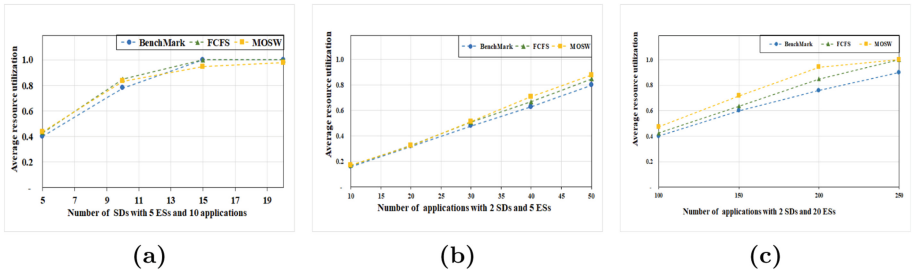 BenchMark FCFS MOSW
Average resource utilization
1.0
0.8
0.6
0.4
0.2
-
5 7 9 11 13 15 17 19
Number of SDs with 5 ESs and 10 applications
(a)
BenchMark FCFS MOSW
Average resource utilization
1.0
0.8
0.6
0.4
0.2
-
10 20 30 40 50
Number of applications with 2 SDs and 5 ESs
(b)
BenchMark FCFS MOSW
Average resource utilization
1.0
0.8
0.6
0.4
0.2
-
100 150 200 250
Number of applications with 2 SDs and 20 ESs
(c)